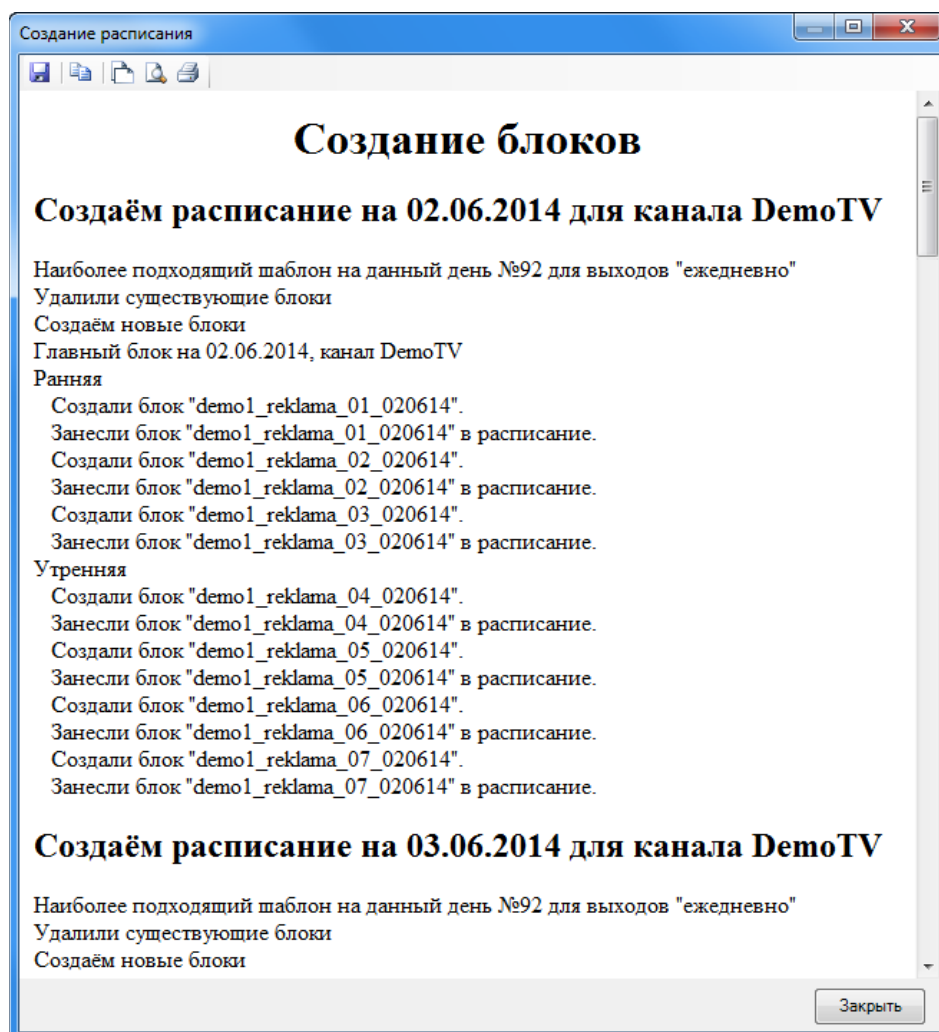 Создание расписания
Создание блоков
Создаём расписание на 02.06.2014 для канала DemoTV
Наиболее подходящий шаблон на данный день №92 для выходов "ежедневно"
Удалили существующие блоки
Создаём новые блоки
Главный блок на 02.06.2014, канал DemoTV
Ранняя
Создали блок "demo1_reklama_01_020614".
Занесли блок "demo1_reklama_01_020614" в расписание.
Создали блок "demo1_reklama_02_020614".
Занесли блок "demo1_reklama_02_020614" в расписание.
Создали блок "demo1_reklama_03_020614".
Занесли блок "demo1_reklama_03_020614" в расписание.
Утренняя
Создали блок "demo1_reklama_04_020614".
Занесли блок "demo1_reklama_04_020614" в расписание.
Создали блок "demo1_reklama_05_020614".
Занесли блок "demo1_reklama_05_020614" в расписание.
Создали блок "demo1_reklama_06_020614".
Занесли блок "demo1_reklama_06_020614" в расписание.
Создали блок "demo1_reklama_07_020614".
Занесли блок "demo1_reklama_07_020614" в расписание.
Создаём расписание на 03.06.2014 для канала DemoTV
Наиболее подходящий шаблон на данный день №92 для выходов "ежедневно"
Удалили существующие блоки
Создаём новые блоки
Закрыть